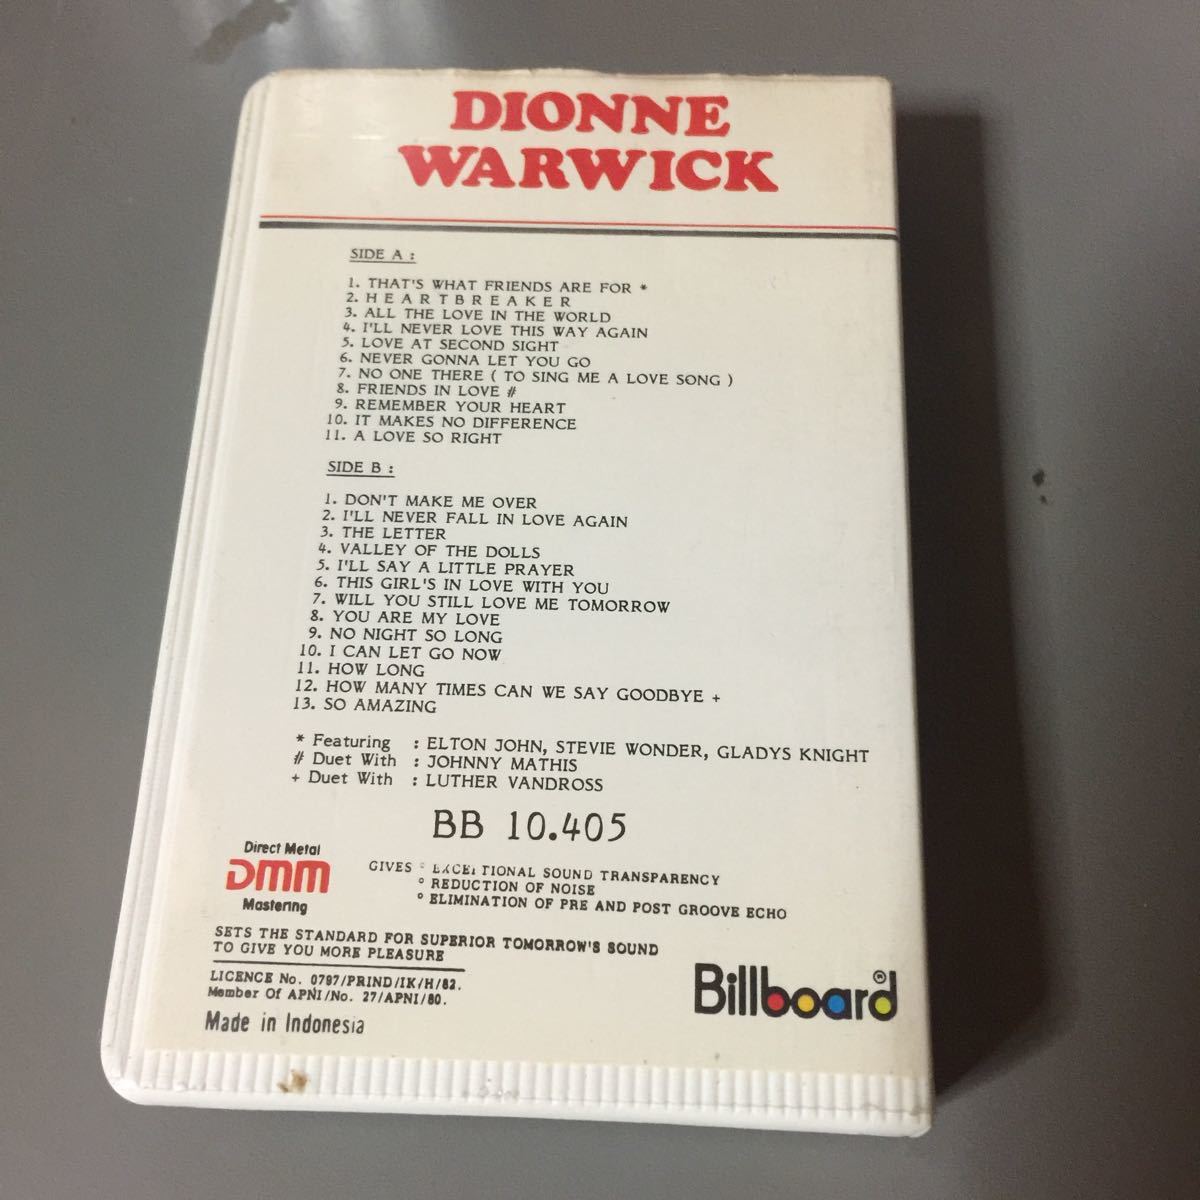 DIONNE
WARWICK
SIDE A :
1. THAT'S WHAT FRIENDS ARE FOR *
2. H E A R T B R E A K E R
3. ALL THE LOVE IN THE WORLD
4. I'LL NEVER LOVE THIS WAY AGAIN
5. LOVE AT SECOND SIGHT
6. NEVER GONNA LET YOU GO
7. NO ONE THERE ( TO SING ME A LOVE SONG )
8. FRIENDS IN LOVE #
9. REMEMBER YOUR HEART
10. IT MAKES NO DIFFERENCE
11. A LOVE SO RIGHT
SIDE B :
1. DON'T MAKE ME OVER
2. I'LL NEVER FALL IN LOVE AGAIN
3. THE LETTER
4. VALLEY OF THE DOLLS
5. I'LL SAY A LITTLE PRAYER
6. THIS GIRL'S IN LOVE WITH YOU
7. WILL YOU STILL LOVE ME TOMORROW
8. YOU ARE MY LOVE
9. NO NIGHT SO LONG
10. I CAN LET GO NOW
11. HOW LONG
12. HOW MANY TIMES CAN WE SAY GOODBYE +
13. SO AMAZING
* Featuring : ELTON JOHN, STEVIE WONDER, GLADYS KNIGHT
# Duet With : JOHNNY MATHIS
+ Duet With : LUTHER VANDROSS
BB 10.405
Direct Metal
DMM
Mastering
GIVES ° EXCEPTIONAL SOUND TRANSPARENCY
° REDUCTION OF NOISE
° ELIMINATION OF PRE AND POST GROOVE ECHO
SETS THE STANDARD FOR SUPERIOR TOMORROW'S SOUND
TO GIVE YOU MORE PLEASURE
LICENCE No. 0797/PRIND/IK/H/82.
Member Of APNI/No. 27/APNI/80.
Made in Indonesia
Billboard®